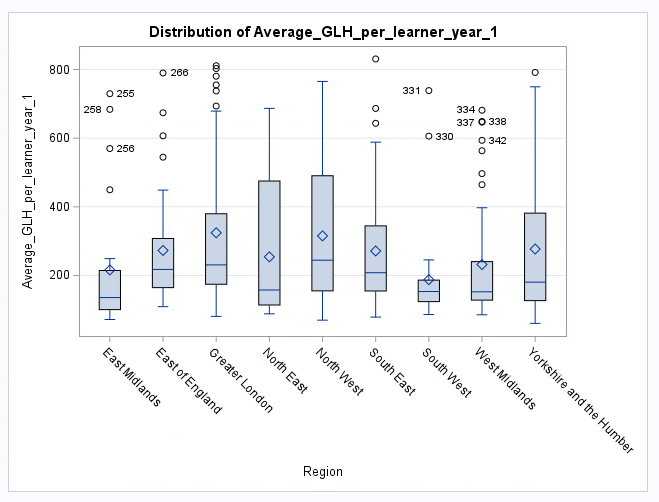 Distribution of Average_GLH_per_learner_year_1
Average_GLH_per_learner_year_1
800
600
400
200
255
258
256
266
331
330
334
337
338
342
East Midlands
East of England
Greater London
North East
North West
South East
South West
West Midlands
Yorkshire and the Humber
Region